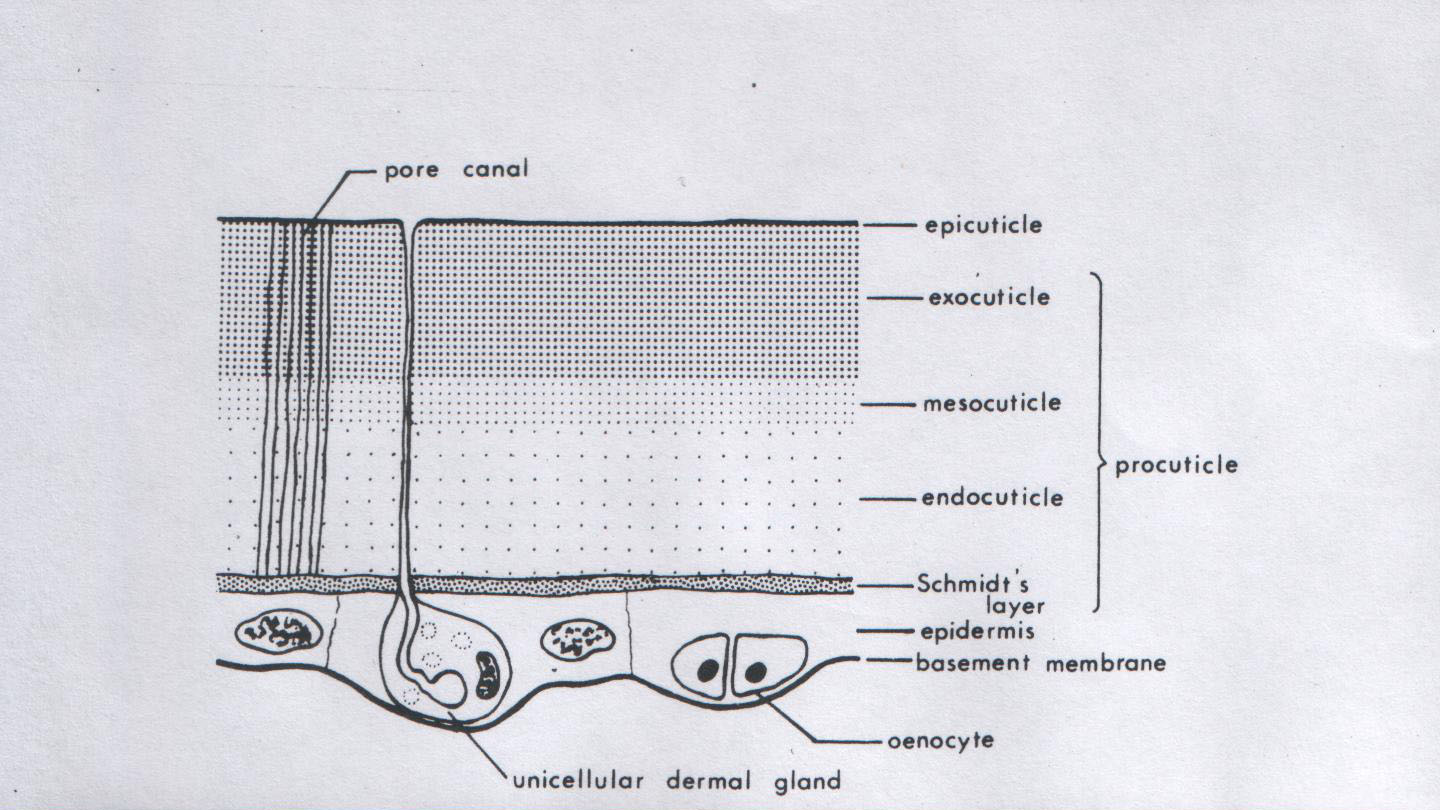 pore canal
epicuticle
exocuticle
mesocuticle
procuticle
endocuticle
Schmidt's
layer
epidermis
basement membrane
oenocyte
unicellular dermal gland